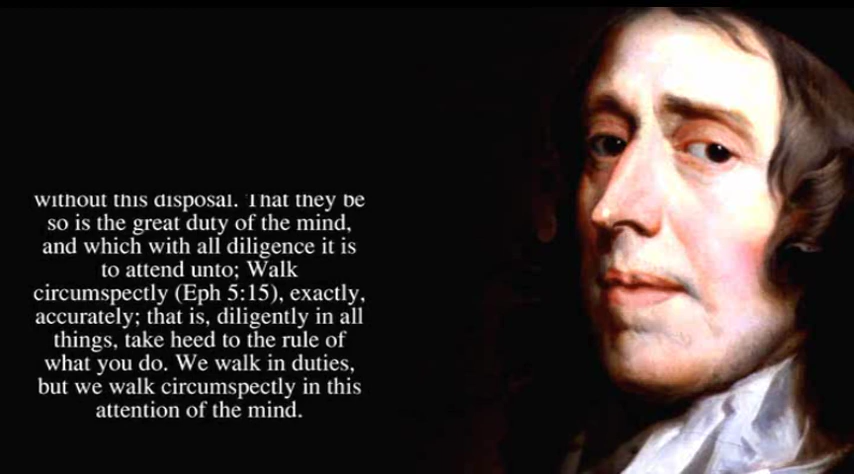 without this disposal. That they be
so is the great duty of the mind,
and which with all diligence it is
to attend unto; Walk
circumspectly (Eph 5:15), exactly,
accurately; that is, diligently in all
things, take heed to the rule of
what you do. We walk in duties,
but we walk circumspectly in this
attention of the mind.